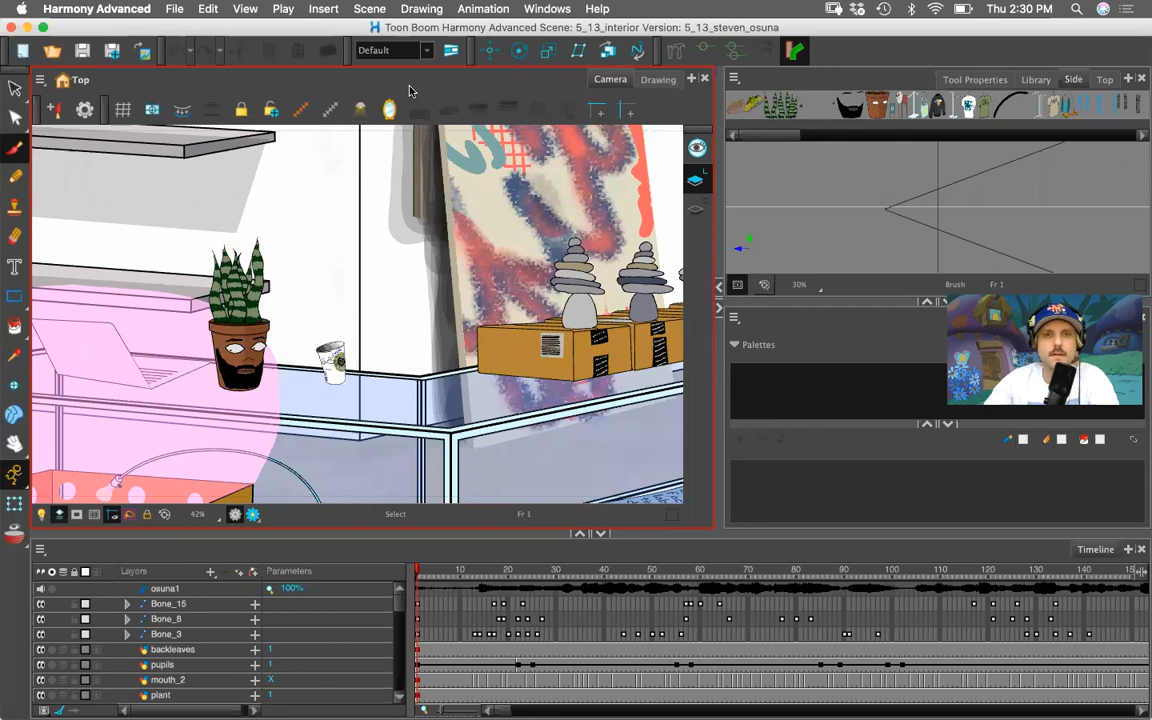 Harmony Advanced File Edit View Play Insert Scene Drawing Animation Windows Help Thu 2:30 PM
Toon Boom Harmony Advanced Scene: 5_13_interior Version: 5_13_steven_osuna
Default
Top Camera Drawing Tool Properties Library Side Top
30% Brush Fr 1
Palettes
42% Select Fr 1
Timeline
Layers Parameters 10 20 30 40 50 60 70 80 90 100 110 120 130 140
osuna1 100%
Bone_15
Bone_8
Bone_3
backleaves 1
pupils 1
mouth_2 X
plant 1